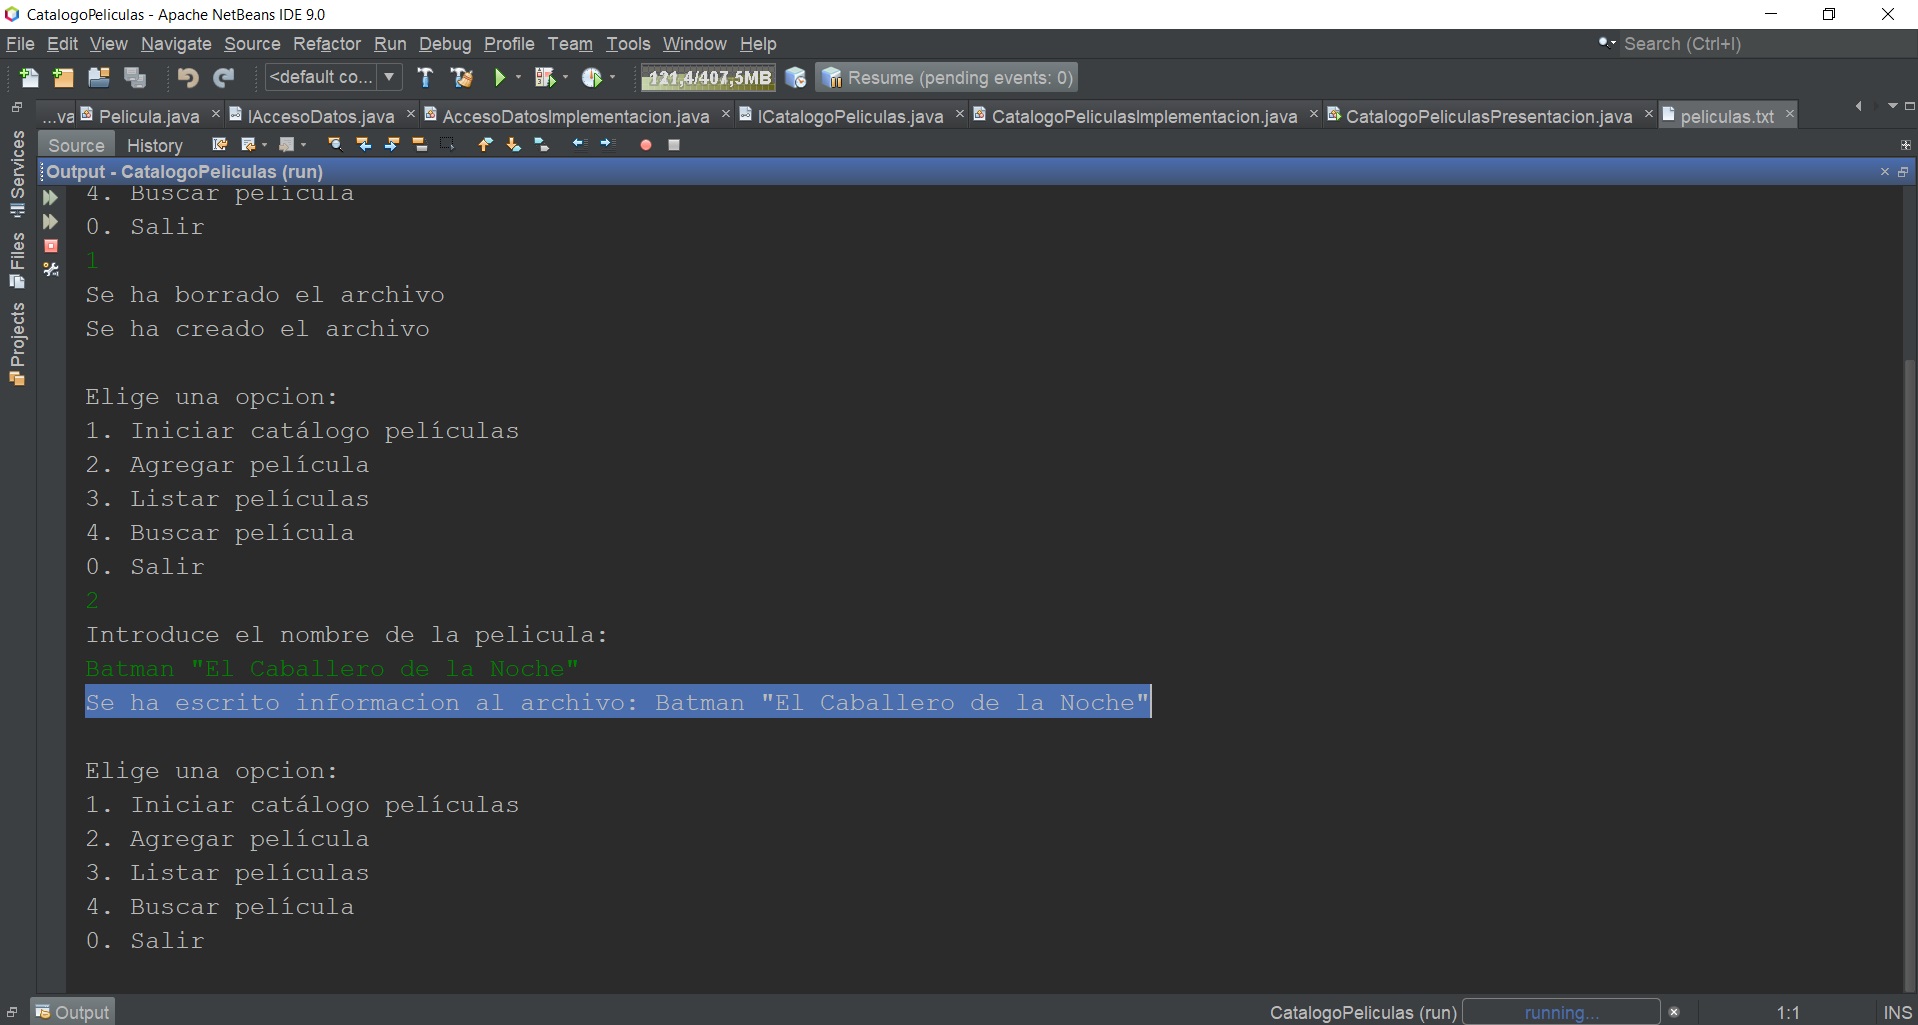 CatalogoPeliculas - Apache NetBeans IDE 9.0
File Edit View Navigate Source Refactor Run Debug Profile Team Tools Window Help
Search (Ctrl+I)
<default co... 121,4/407,5MB Resume (pending events: 0)
...va Pelicula.java IAccesoDatos.java AccesoDatosImplementacion.java ICatalogoPeliculas.java CatalogoPeliculasImplementacion.java CatalogoPeliculasPresentacion.java peliculas.txt
Source History
Services
Files
Projects
Output - CatalogoPeliculas (run)
4. Buscar película
0. Salir
1
Se ha borrado el archivo
Se ha creado el archivo
Elige una opcion:
1. Iniciar catálogo películas
2. Agregar película
3. Listar películas
4. Buscar película
0. Salir
2
Introduce el nombre de la pelicula:
Batman "El Caballero de la Noche"
Se ha escrito informacion al archivo: Batman "El Caballero de la Noche"
Elige una opcion:
1. Iniciar catálogo películas
2. Agregar película
3. Listar películas
4. Buscar película
0. Salir
Output
CatalogoPeliculas (run) running... 1:1 INS